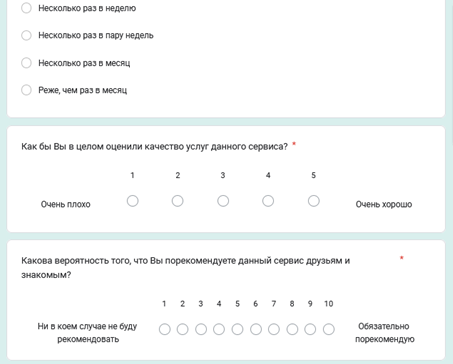 Несколько раз в неделю
Несколько раз в пару недель
Несколько раз в месяц
Реже, чем раз в месяц
Как бы Вы в целом оценили качество услуг данного сервиса? *
1 2 3 4 5
Очень плохо Очень хорошо
Какова вероятность того, что Вы порекомендуете данный сервис друзьям и *
знакомым?
1 2 3 4 5 6 7 8 9 10
Ни в коем случае не буду Обязательно
рекомендовать порекомендую